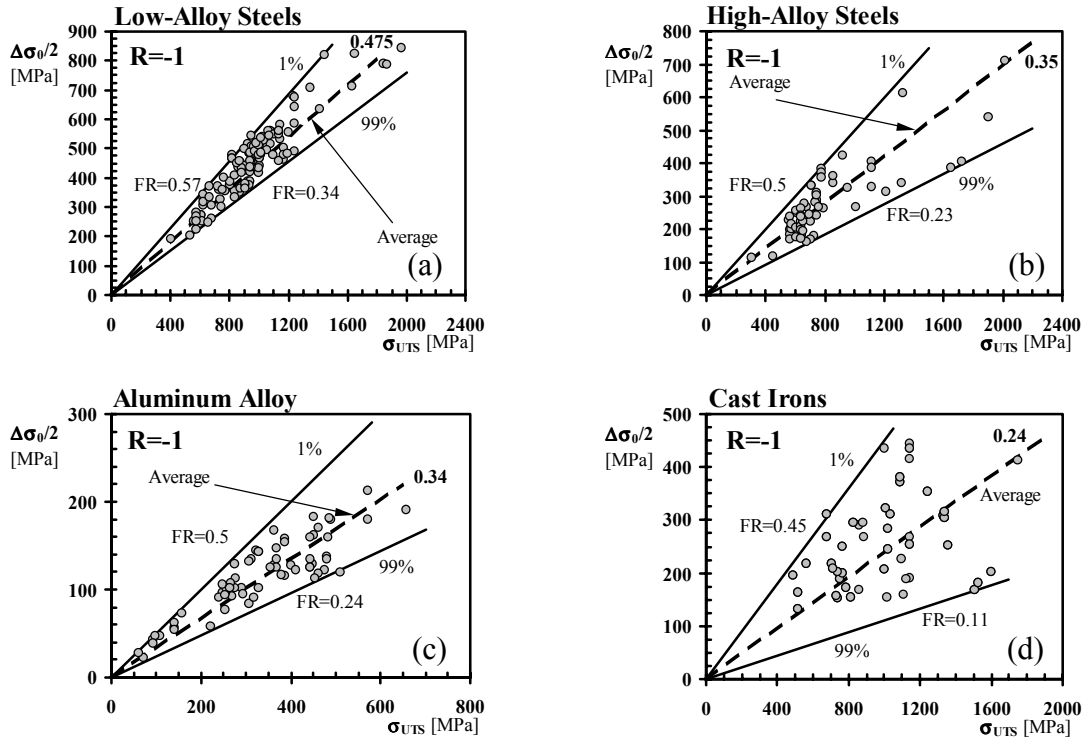 Low-Alloy Steels
Δσ0/2
[MPa]
900
800
700
600
500
400
300
200
100
0
R=-1
1%
0.475
99%
FR=0.57
FR=0.34
Average
(a)
0 400 800 1200 1600 2000 2400
σUTS [MPa]
High-Alloy Steels
Δσ0/2
[MPa]
800
700
600
500
400
300
200
100
0
R=-1
1%
0.35
Average
FR=0.5
99%
FR=0.23
(b)
0 400 800 1200 1600 2000 2400
σUTS [MPa]
Aluminum Alloy
Δσ0/2
[MPa]
300
200
100
0
R=-1
1%
Average
0.34
FR=0.5
99%
FR=0.24
(c)
0 200 400 600 800
σUTS [MPa]
Cast Irons
Δσ0/2
[MPa]
500
400
300
200
100
0
R=-1
1%
0.24
Average
FR=0.45
FR=0.11
99%
(d)
0 400 800 1200 1600 2000
σUTS [MPa]